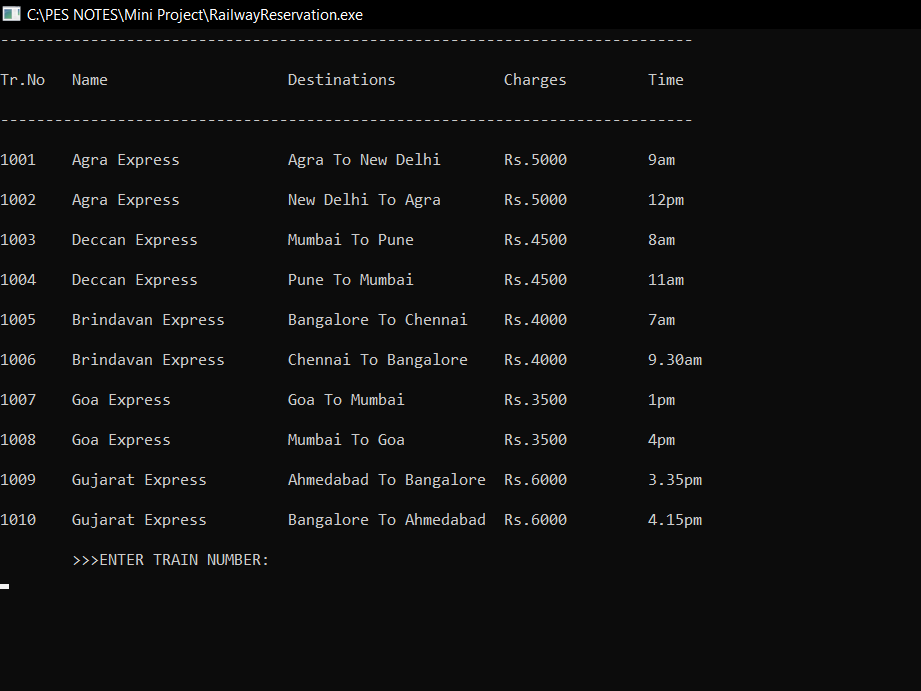 C:\PES NOTES\Mini Project\RailwayReservation.exe
-----------------------------------------------------------------------------
Tr.No   Name                    Destinations            Charges         Time
-----------------------------------------------------------------------------
1001    Agra Express            Agra To New Delhi       Rs.5000         9am
1002    Agra Express            New Delhi To Agra       Rs.5000         12pm
1003    Deccan Express          Mumbai To Pune          Rs.4500         8am
1004    Deccan Express          Pune To Mumbai          Rs.4500         11am
1005    Brindavan Express       Bangalore To Chennai    Rs.4000         7am
1006    Brindavan Express       Chennai To Bangalore    Rs.4000         9.30am
1007    Goa Express             Goa To Mumbai           Rs.3500         1pm
1008    Goa Express             Mumbai To Goa           Rs.3500         4pm
1009    Gujarat Express         Ahmedabad To Bangalore  Rs.6000         3.35pm
1010    Gujarat Express         Bangalore To Ahmedabad  Rs.6000         4.15pm
        >>>ENTER TRAIN NUMBER: